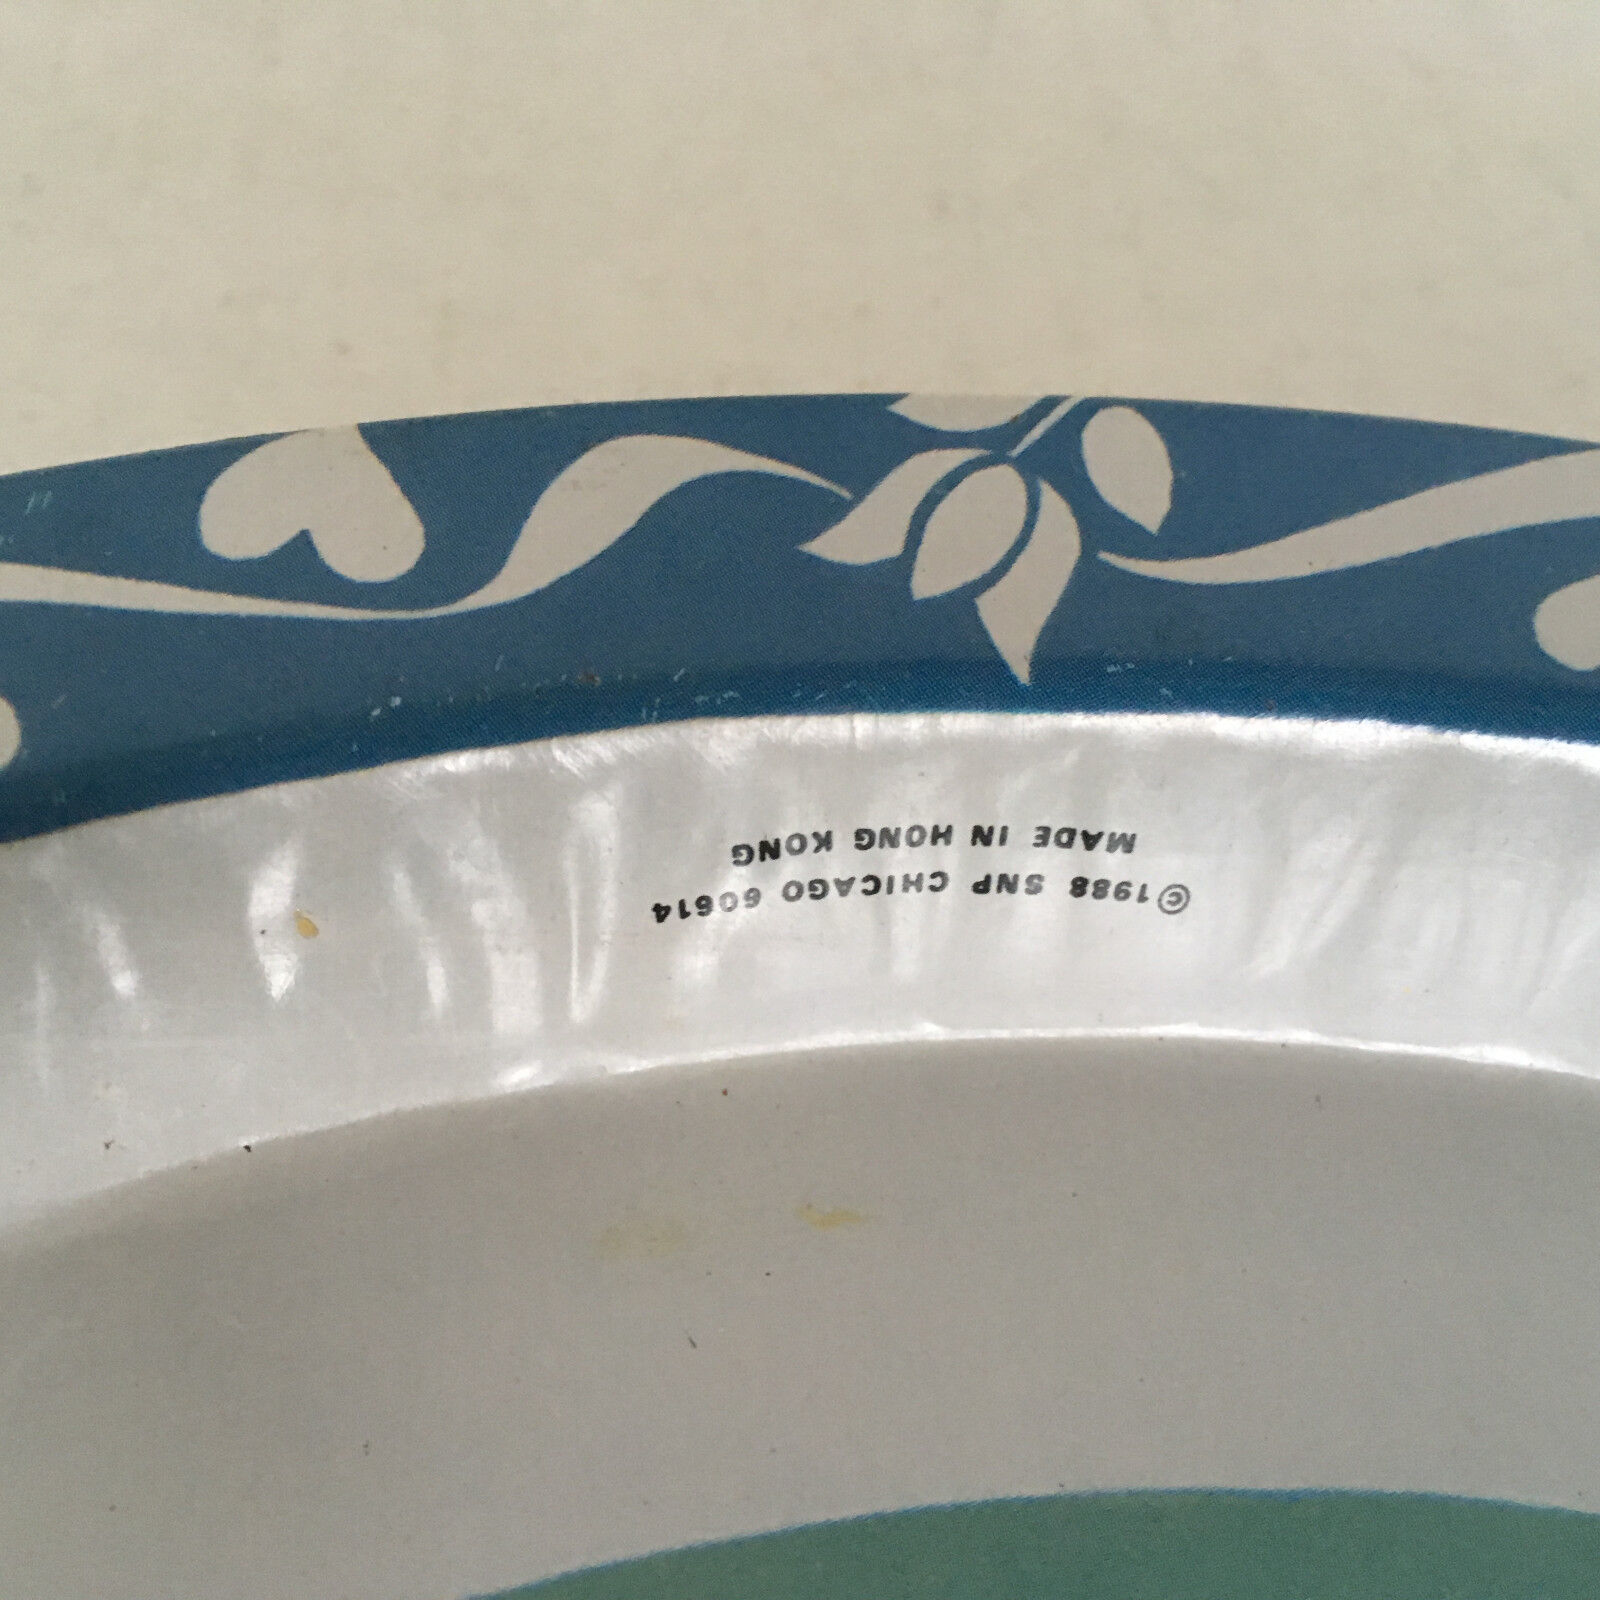 ©1988 SNP CHICAGO 60614
MADE IN HONG KONG